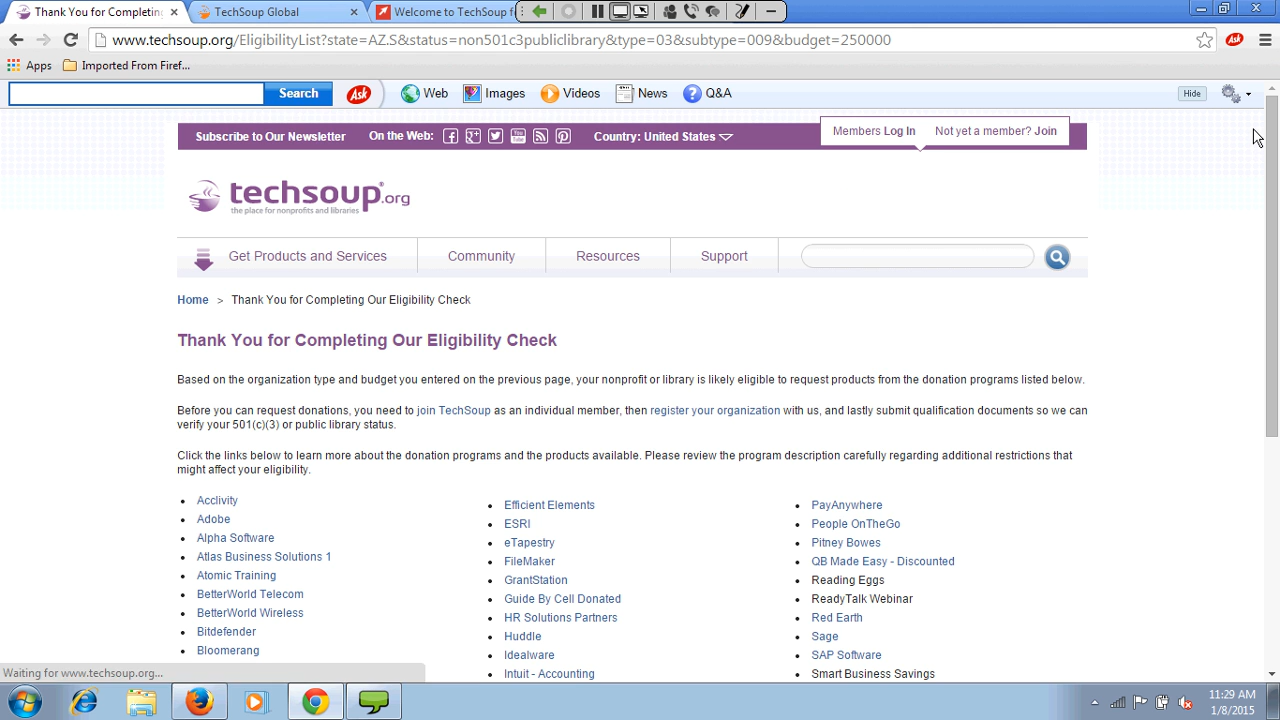 Thank You for Completin
TechSoup Global
Welcome to TechSoup f
www.techsoup.org/EligibilityList?state=AZ.S&status=non501c3publiclibrary&type=03&subtype=009&budget=250000
Apps
Imported From Firef...
Search
Ask
Web
Images
Videos
News
Q&A
Hide
Subscribe to Our Newsletter
On the Web:
Country: United States
Members Log In
Not yet a member? Join
techsoup.org
the place for nonprofits and libraries
Get Products and Services
Community
Resources
Support
Home > Thank You for Completing Our Eligibility Check
Thank You for Completing Our Eligibility Check
Based on the organization type and budget you entered on the previous page, your nonprofit or library is likely eligible to request products from the donation programs listed below.
Before you can request donations, you need to join TechSoup as an individual member, then register your organization with us, and lastly submit qualification documents so we can
verify your 501(c)(3) or public library status.
Click the links below to learn more about the donation programs and the products available. Please review the program description carefully regarding additional restrictions that
might affect your eligibility.
Acclivity
Adobe
Alpha Software
Atlas Business Solutions 1
Atomic Training
BetterWorld Telecom
BetterWorld Wireless
Bitdefender
Bloomerang
Efficient Elements
ESRI
eTapestry
FileMaker
GrantStation
Guide By Cell Donated
HR Solutions Partners
Huddle
Idealware
Intuit - Accounting
PayAnywhere
People OnTheGo
Pitney Bowes
QB Made Easy - Discounted
Reading Eggs
ReadyTalk Webinar
Red Earth
Sage
SAP Software
Smart Business Savings
Waiting for www.techsoup.org...
11:29 AM
1/8/2015